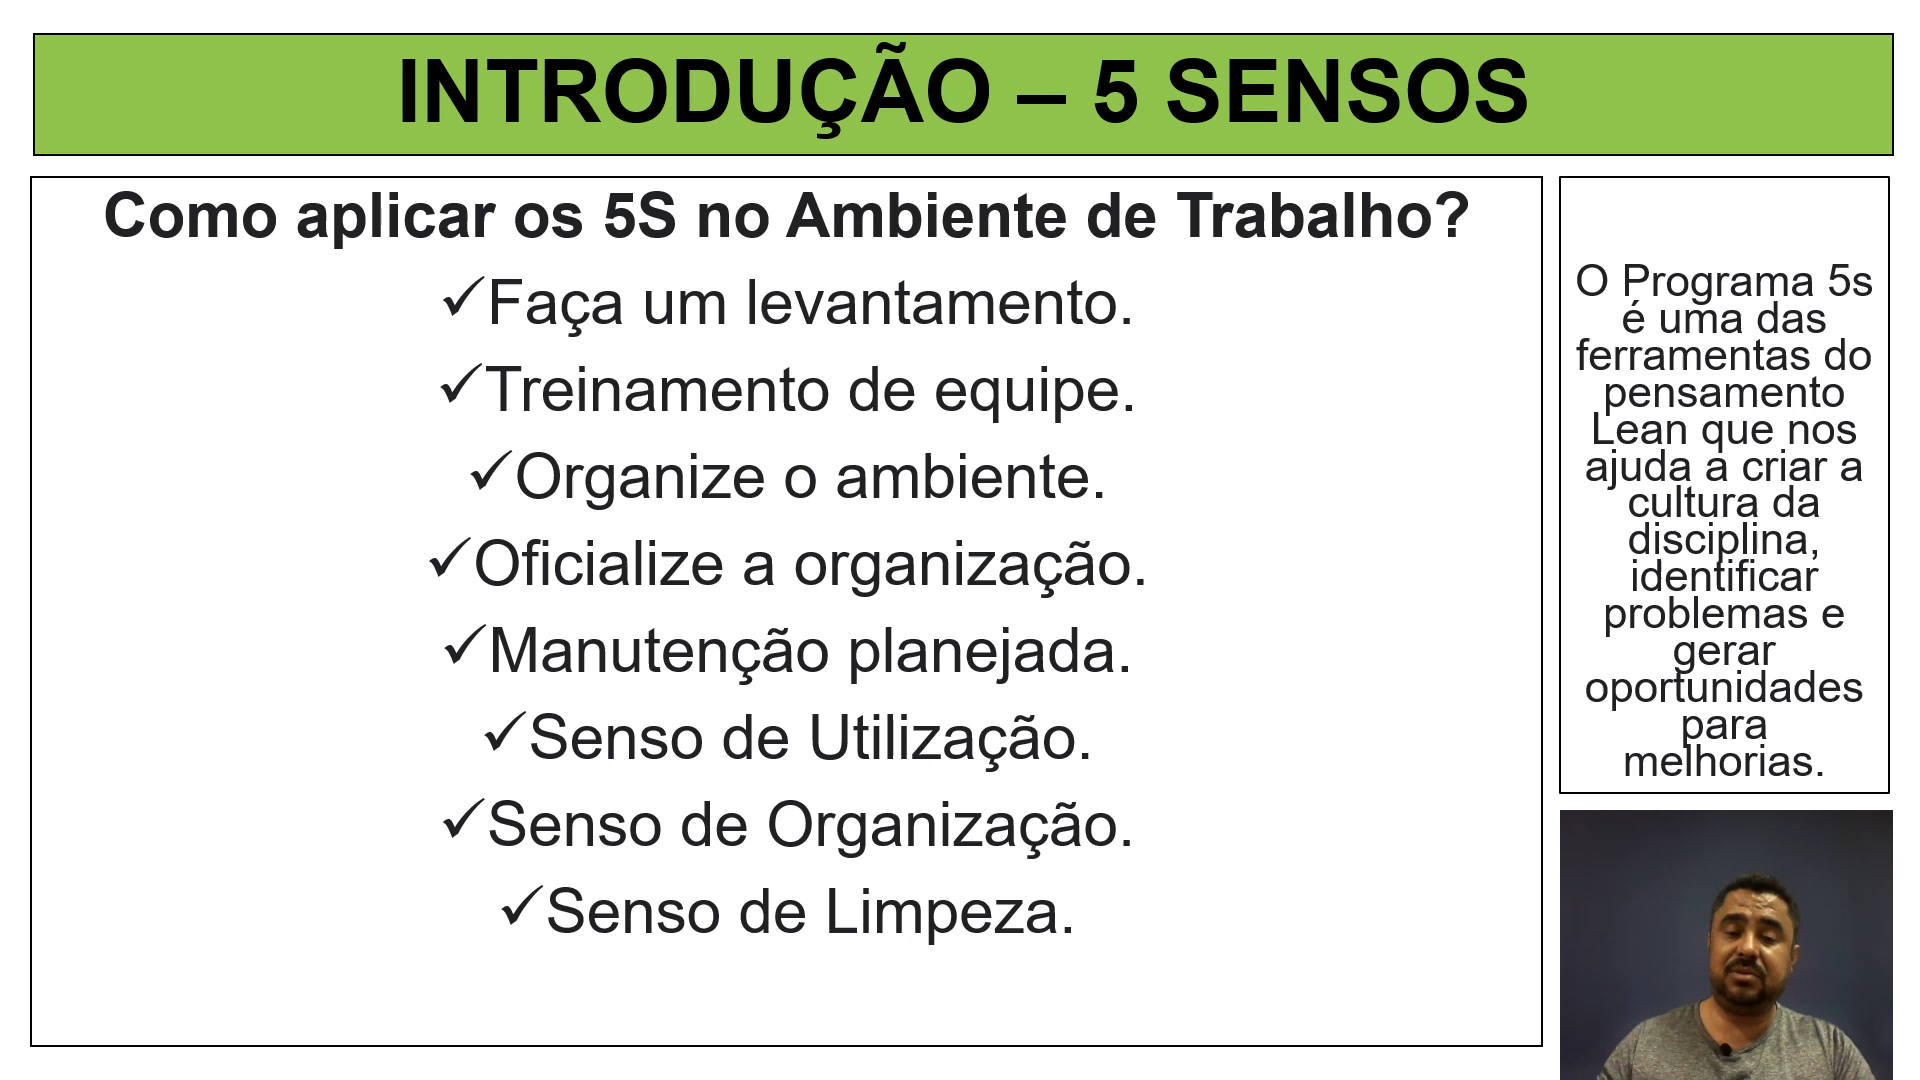 INTRODUÇÃO – 5 SENSOS
Como aplicar os 5S no Ambiente de Trabalho?
✓Faça um levantamento.
✓Treinamento de equipe.
✓Organize o ambiente.
✓Oficialize a organização.
✓Manutenção planejada.
✓Senso de Utilização.
✓Senso de Organização.
✓Senso de Limpeza.
O Programa 5s
é uma das
ferramentas do
pensamento
Lean que nos
ajuda a criar a
cultura da
disciplina,
identificar
problemas e
gerar
oportunidades
para
melhorias.